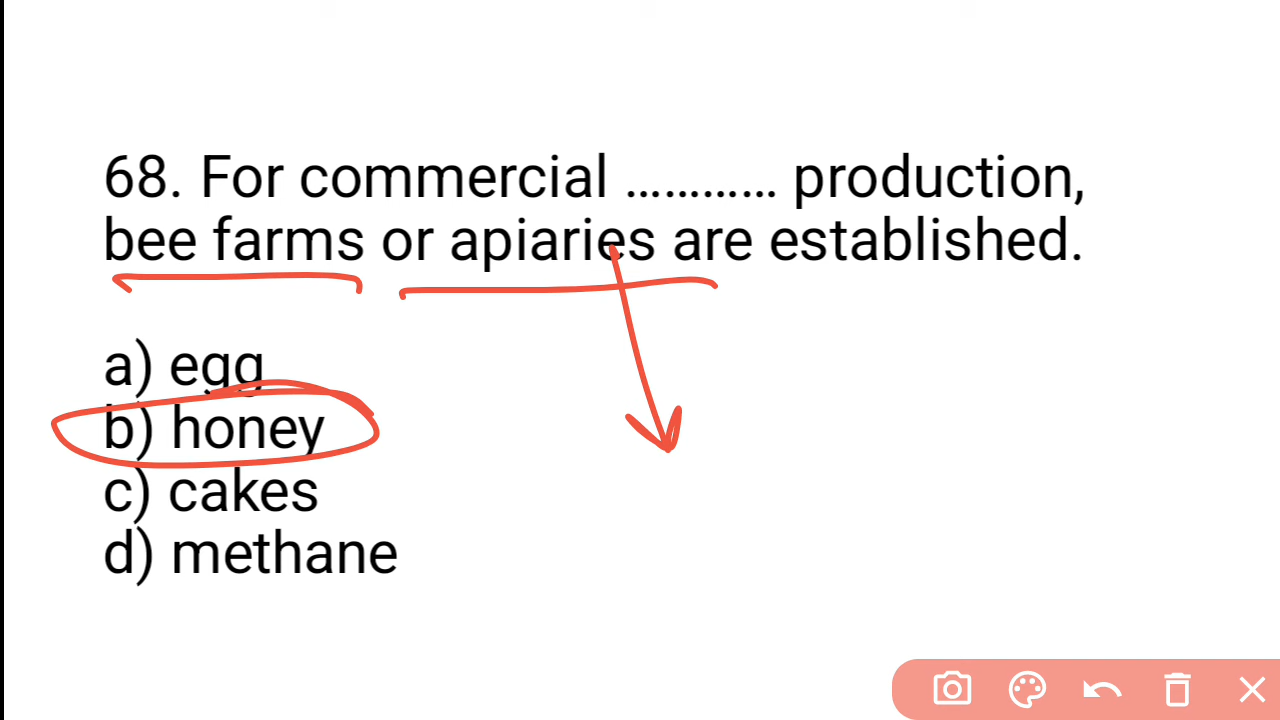 68. For commercial ............ production,
bee farms or apiaries are established.
a) egg
b) honey
c) cakes
d) methane